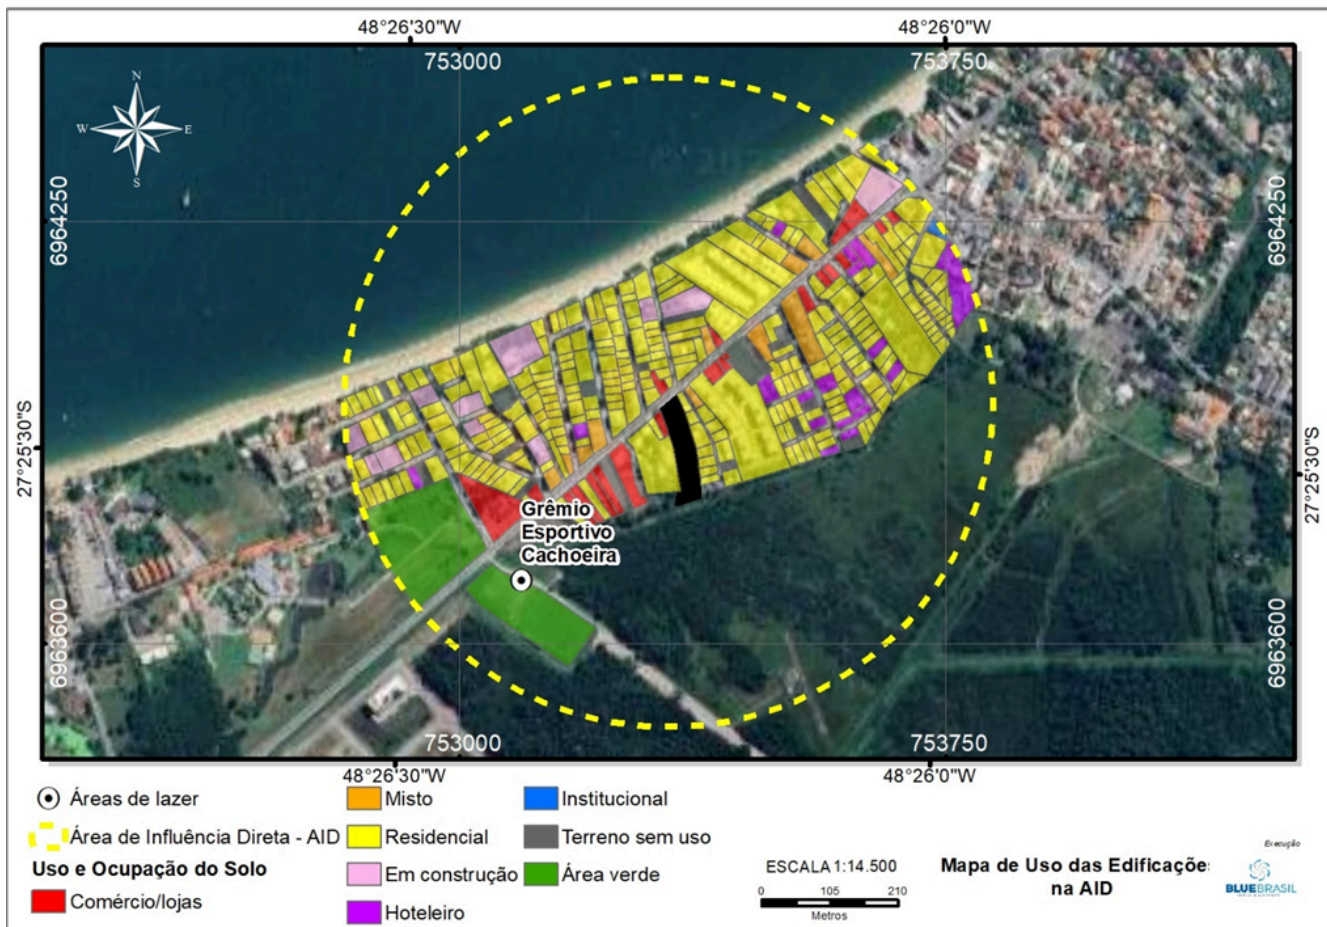 48°26'30"W
48°26'0"W
753000
753750
N
W
E
S
6964250
6964250
27°25'30"S
27°25'30"S
Grêmio
Esportivo
Cachoeira
6963600
6963600
753000
753750
48°26'30"W
48°26'0"W
Áreas de lazer
Área de Influência Direta - AID
Uso e Ocupação do Solo
Comércio/lojas
Misto
Residencial
Em construção
Hoteleiro
Institucional
Terreno sem uso
Área verde
ESCALA 1:14.500
0 105 210
Metros
Mapa de Uso das Edificaçõe
na AID
Execução
BLUEBRASIL